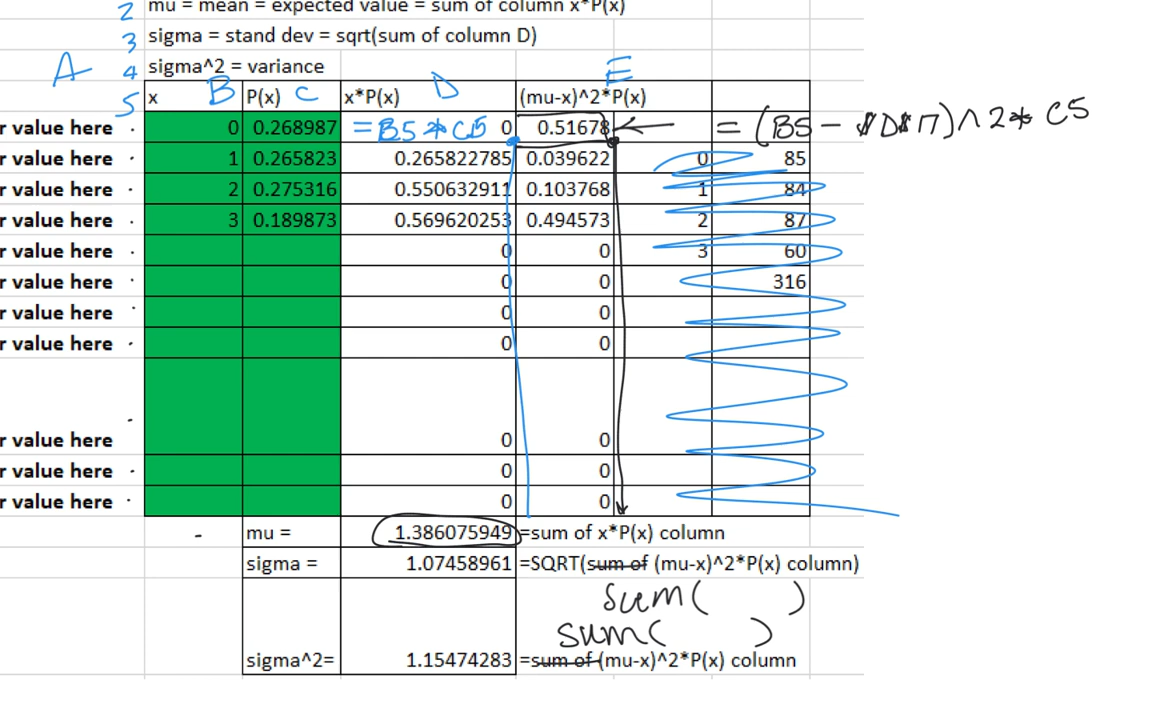 2 mu = mean = expected value = sum of column x*P(x)
3 sigma = stand dev = sqrt(sum of column D)
A 4 sigma^2 = variance
B C D E
5 x P(x) x*P(x) (mu-x)^2*P(x)
r value here 0 0.268987 =B5*C5 0 0.51678 = (B5 - $D$17)^2* C5
r value here 1 0.265823 0.265822785 0.039622 0 85
r value here 2 0.275316 0.550632911 0.103768 1 84
r value here 3 0.189873 0.569620253 0.494573 2 87
r value here 0 0 3 60
r value here 0 0 316
r value here 0 0
r value here 0 0
r value here 0 0
r value here 0 0
r value here 0 0
- mu = 1.386075949 =sum of x*P(x) column
sigma = 1.07458961 =SQRT(sum of (mu-x)^2*P(x) column)
sum( )
sum( )
sigma^2= 1.15474283 =sum of (mu-x)^2*P(x) column